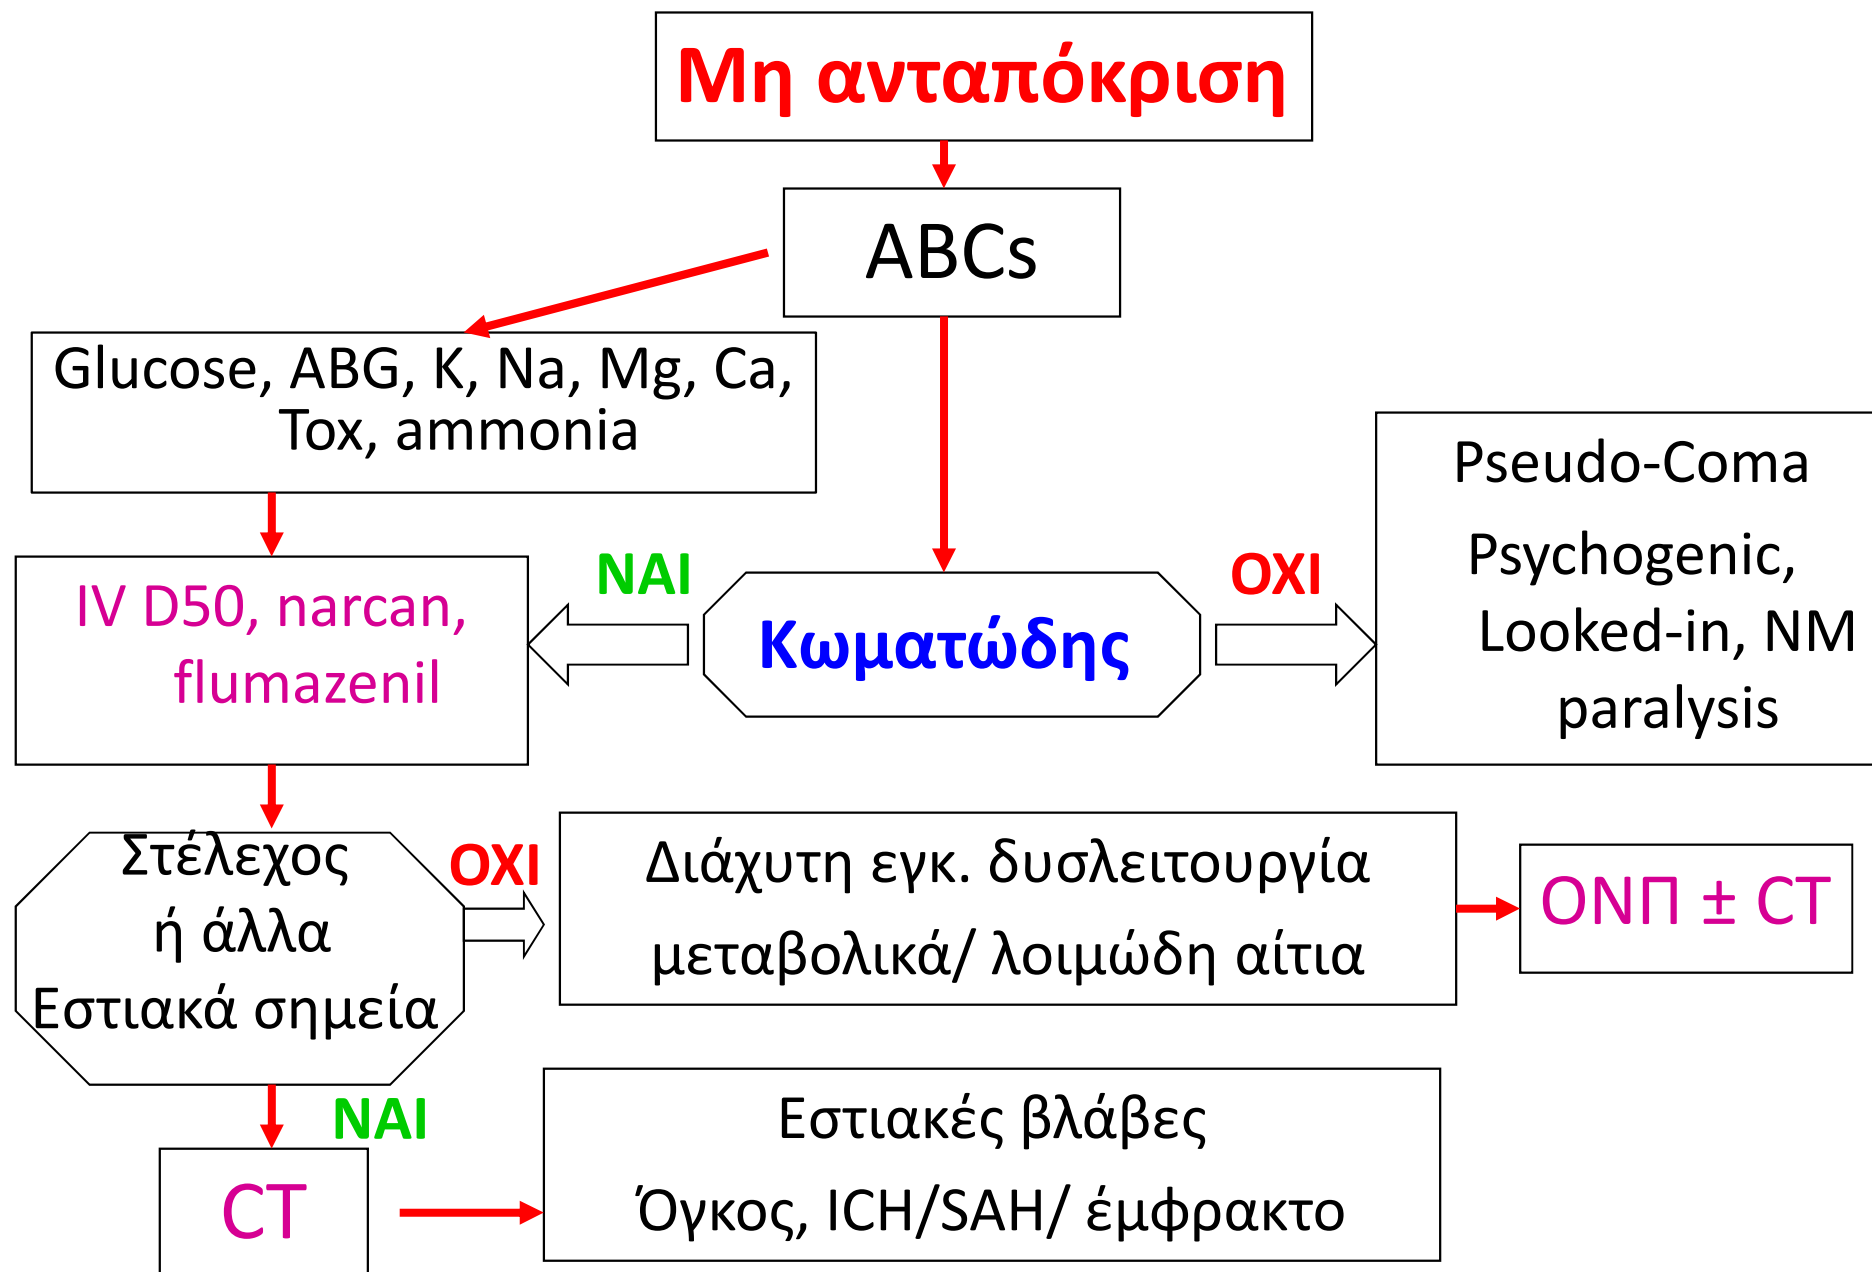 Μη ανταπόκριση
ABCs
Glucose, ABG, K, Na, Mg, Ca,
Tox, ammonia
Pseudo-Coma
Psychogenic,
Looked-in, NM
paralysis
ΝΑΙ
ΟΧΙ
Κωματώδης
IV D50, narcan,
flumazenil
Στέλεχος
ή άλλα
Εστιακά σημεία
ΟΧΙ
Διάχυτη εγκ. δυσλειτουργία
μεταβολικά/ λοιμώδη αίτια
ΟΝΠ ± CT
ΝΑΙ
CT
Εστιακές βλάβες
Όγκος, ICH/SAH/ έμφρακτο